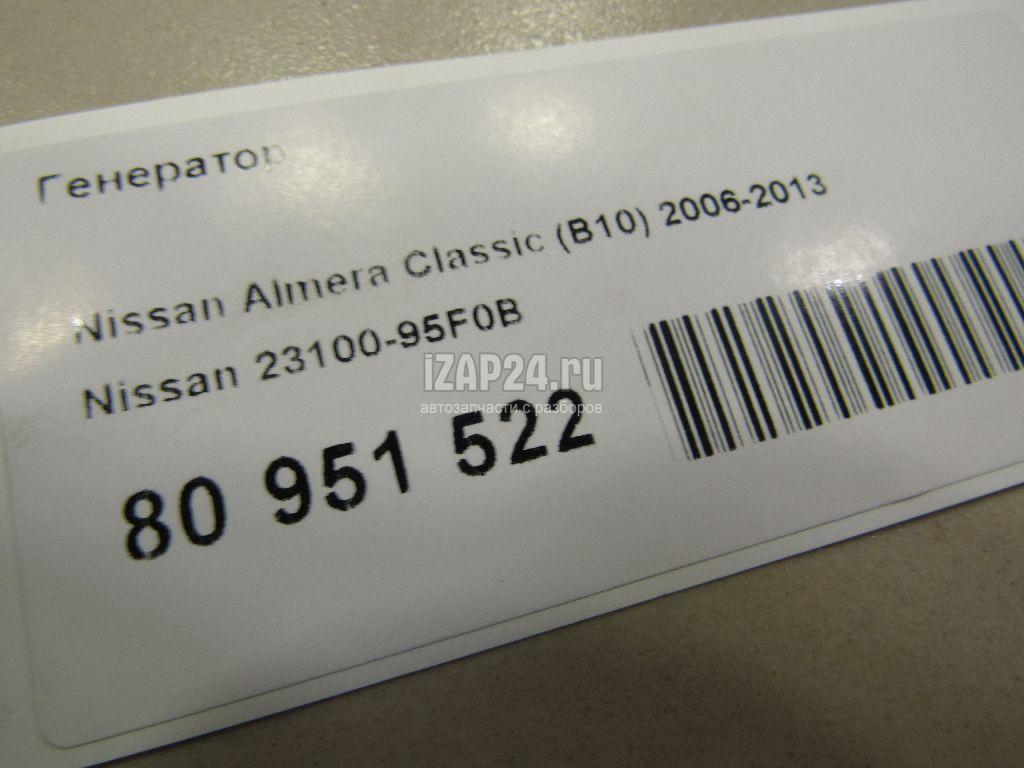 Генератор
Nissan Almera Classic (B10) 2006-2013
Nissan 23100-95F0B
iZAP24.ru
автозапчасти с разборов
80 951 522